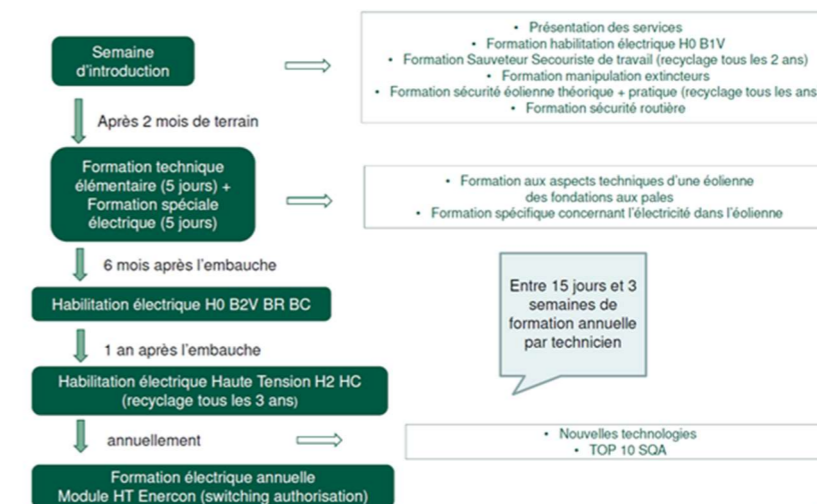 Semaine
d'introduction
• Présentation des services
• Formation habilitation électrique H0 B1V
• Formation Sauveteur Secouriste de travail (recyclage tous les 2 ans)
• Formation manipulation extincteurs
• Formation sécurité éolienne théorique + pratique (recyclage tous les ans
• Formation sécurité routière
Après 2 mois de terrain
Formation technique
élémentaire (5 jours) +
Formation spéciale
électrique (5 jours)
• Formation aux aspects techniques d'une éolienne
des fondations aux pales
• Formation spécifique concernant l'électricité dans l'éolienne
6 mois après l'embauche
Habilitation électrique H0 B2V BR BC
Entre 15 jours et 3
semaines de
formation annuelle
par technicien
1 an après l'embauche
Habilitation électrique Haute Tension H2 HC
(recyclage tous les 3 ans)
annuellement
• Nouvelles technologies
• TOP 10 SQA
Formation électrique annuelle
Module HT Enercon (switching authorisation)